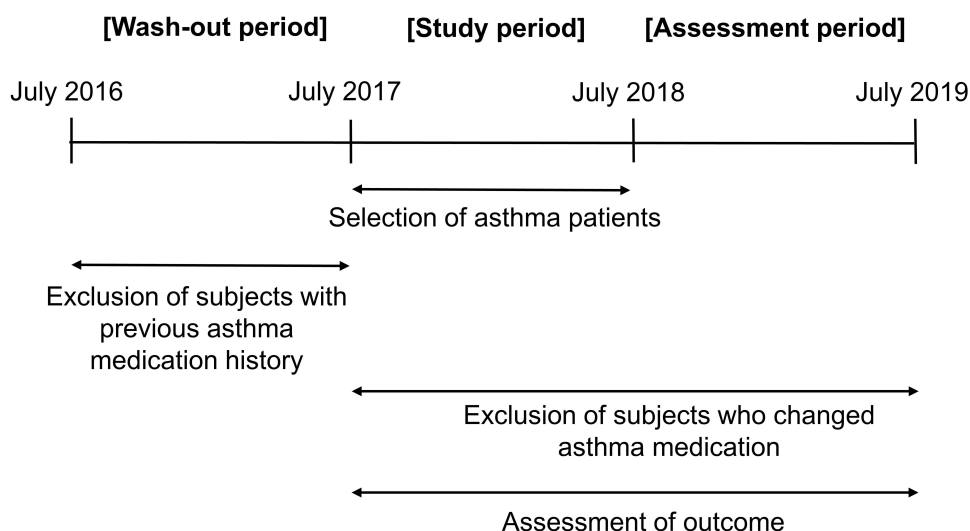 [Wash-out period] [Study period] [Assessment period]
July 2016 July 2017 July 2018 July 2019
Selection of asthma patients
Exclusion of subjects with
previous asthma
medication history
Exclusion of subjects who changed
asthma medication
Assessment of outcome